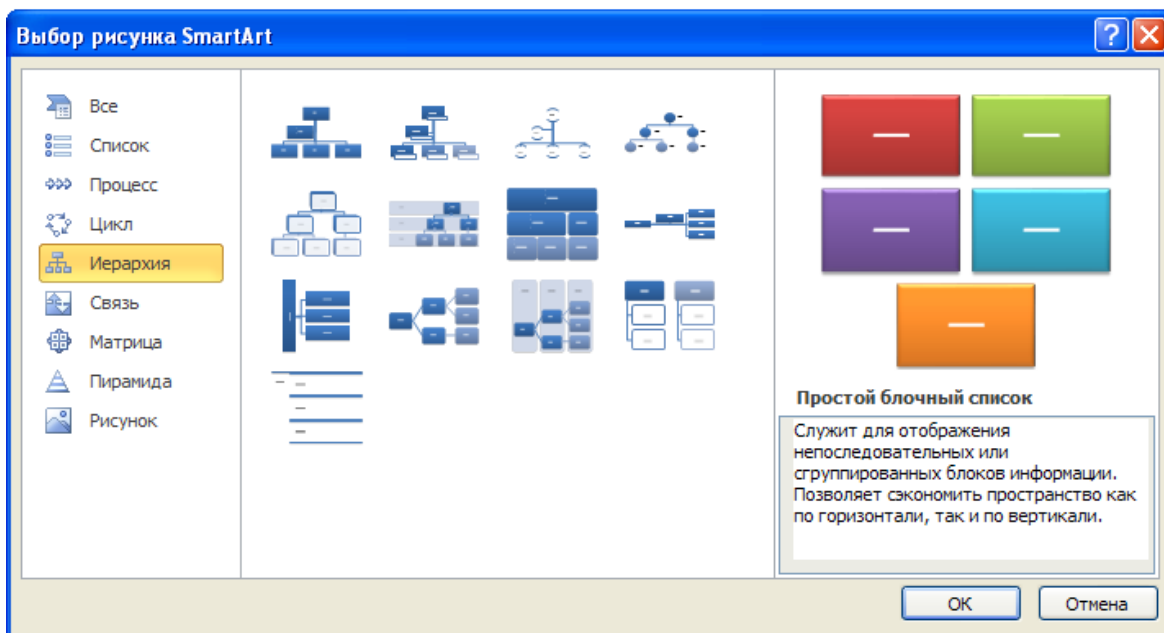 Выбор рисунка SmartArt
Все
Список
Процесс
Цикл
Иерархия
Связь
Матрица
Пирамида
Рисунок
Простой блочный список
Служит для отображения
непоследовательных или
сгруппированных блоков информации.
Позволяет сэкономить пространство как
по горизонтали, так и по вертикали.
ОК
Отмена